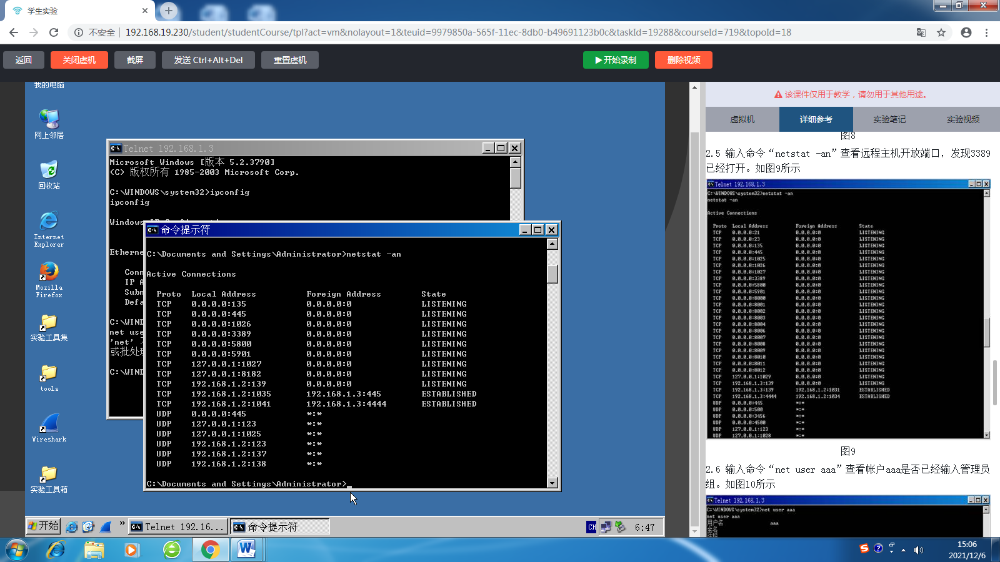 学生实验
不安全
192.168.19.230/student/studentCourse/tpl?act=vm&nolayout=1&teuid=9979850a-565f-11ec-8db0-b49691123b0c&taskId=19288&courseId=719&topoId=18
返回
关闭虚机
截屏
发送 Ctrl+Alt+Del
重置虚机
开始录制
删除视频
我的电脑
网上邻居
回收站
Internet
Explorer
Mozilla
Firefox
实验工具集
tools
Wireshark
实验工具箱
Telnet 192.168.1.3
Microsoft Windows [版本 5.2.3790]
(C) 版权所有 1985-2003 Microsoft Corp.
C:\WINDOWS\system32>ipconfig
ipconfig
Windows
Etherne
Conn
IP A
Subn
Defa
C:\WIND
net use
'net'
或批处理
C:\WIND
命令提示符
C:\Documents and Settings\Administrator>netstat -an
Active Connections
Proto  Local Address          Foreign Address        State
TCP    0.0.0.0:135            0.0.0.0:0              LISTENING
TCP    0.0.0.0:445            0.0.0.0:0              LISTENING
TCP    0.0.0.0:1026           0.0.0.0:0              LISTENING
TCP    0.0.0.0:3389           0.0.0.0:0              LISTENING
TCP    0.0.0.0:5800           0.0.0.0:0              LISTENING
TCP    0.0.0.0:5901           0.0.0.0:0              LISTENING
TCP    127.0.0.1:1027         0.0.0.0:0              LISTENING
TCP    127.0.0.1:8182         0.0.0.0:0              LISTENING
TCP    192.168.1.2:139        0.0.0.0:0              LISTENING
TCP    192.168.1.2:1035       192.168.1.3:445        ESTABLISHED
TCP    192.168.1.2:1041       192.168.1.3:4444       ESTABLISHED
UDP    0.0.0.0:445            *:*
UDP    127.0.0.1:123          *:*
UDP    127.0.0.1:1025         *:*
UDP    192.168.1.2:123        *:*
UDP    192.168.1.2:137        *:*
UDP    192.168.1.2:138        *:*
C:\Documents and Settings\Administrator>_
开始
»
Telnet 192.16...
命令提示符
CH
6:47
该课件仅用于教学，请勿用于其他用途。
虚拟机
详细参考
实验笔记
实验视频
图8
2.5 输入命令“netstat -an”查看远程主机开放端口，发现3389
已经打开。如图9所示
Telnet 192.168.1.3
C:\WINDOWS\system32>netstat -an
netstat -an
Active Connections
Proto  Local Address          Foreign Address        State
TCP    0.0.0.0:21             0.0.0.0:0              LISTENING
TCP    0.0.0.0:23             0.0.0.0:0              LISTENING
TCP    0.0.0.0:135            0.0.0.0:0              LISTENING
TCP    0.0.0.0:445            0.0.0.0:0              LISTENING
TCP    0.0.0.0:1025           0.0.0.0:0              LISTENING
TCP    0.0.0.0:1026           0.0.0.0:0              LISTENING
TCP    0.0.0.0:1027           0.0.0.0:0              LISTENING
TCP    0.0.0.0:3389           0.0.0.0:0              LISTENING
TCP    0.0.0.0:5800           0.0.0.0:0              LISTENING
TCP    0.0.0.0:5901           0.0.0.0:0              LISTENING
TCP    0.0.0.0:8000           0.0.0.0:0              LISTENING
TCP    0.0.0.0:8001           0.0.0.0:0              LISTENING
TCP    0.0.0.0:8002           0.0.0.0:0              LISTENING
TCP    0.0.0.0:8003           0.0.0.0:0              LISTENING
TCP    0.0.0.0:8004           0.0.0.0:0              LISTENING
TCP    0.0.0.0:8006           0.0.0.0:0              LISTENING
TCP    0.0.0.0:8007           0.0.0.0:0              LISTENING
TCP    0.0.0.0:8008           0.0.0.0:0              LISTENING
TCP    0.0.0.0:8009           0.0.0.0:0              LISTENING
TCP    0.0.0.0:8010           0.0.0.0:0              LISTENING
TCP    0.0.0.0:8011           0.0.0.0:0              LISTENING
TCP    0.0.0.0:8012           0.0.0.0:0              LISTENING
TCP    127.0.0.1:1029         0.0.0.0:0              LISTENING
TCP    192.168.1.3:139        0.0.0.0:0              LISTENING
TCP    192.168.1.3:139        192.168.1.2:1031       ESTABLISHED
TCP    192.168.1.3:4444       192.168.1.2:1034       ESTABLISHED
UDP    0.0.0.0:445            *:*
UDP    0.0.0.0:500            *:*
UDP    0.0.0.0:3456           *:*
UDP    0.0.0.0:4500           *:*
UDP    127.0.0.1:123          *:*
UDP    127.0.0.1:1028         *:*
图9
2.6 输入命令“net user aaa”查看帐户aaa是否已经输入管理员
组。如图10所示
Telnet 192.168.1.3
C:\WINDOWS\system32>net user aaa
net user aaa
用户名 aaa
全名
15:06
2021/12/6